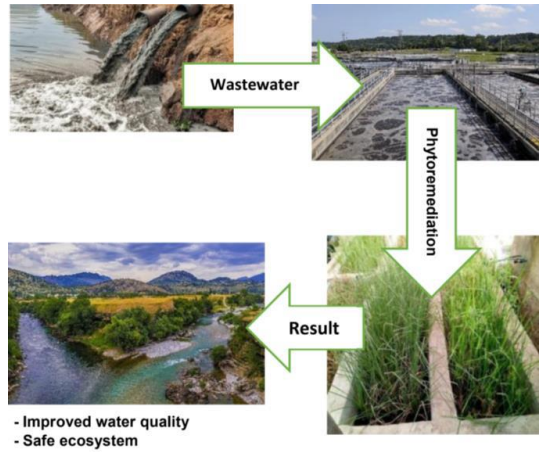 Wastewater
Phytoremediation
Result
- Improved water quality
- Safe ecosystem